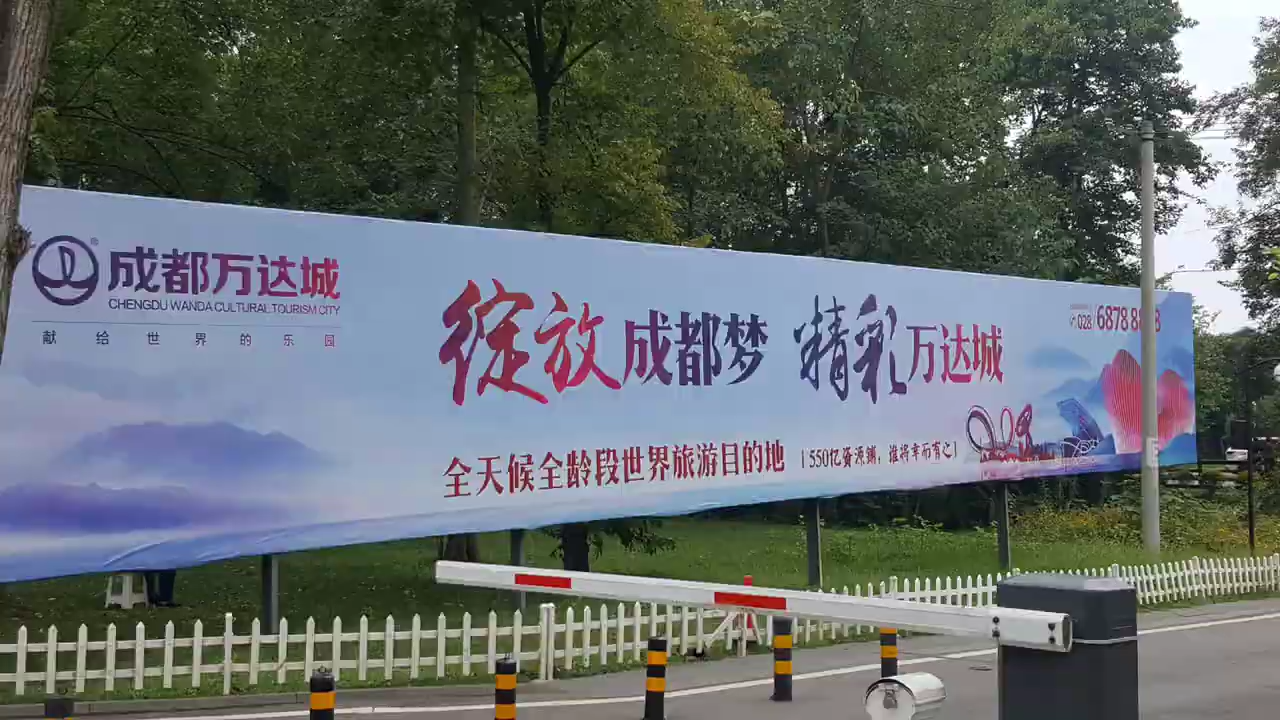 成都万达城
CHENGDU WANDA CULTURAL TOURISM CITY
献给世界的乐园
绽放成都梦 精彩万达城
全天候全龄段世界旅游目的地 | 550亿资源铺,谁将幸而有之|
028